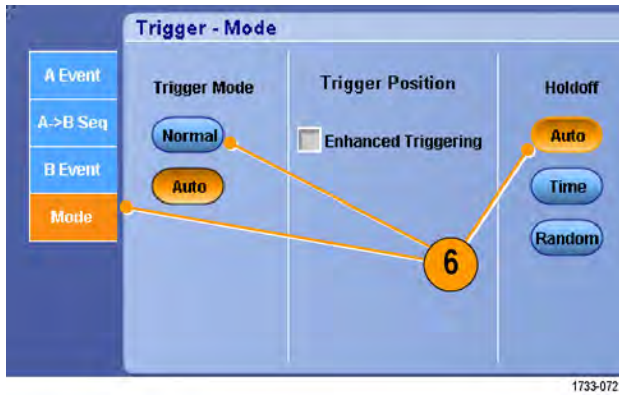 Trigger - Mode
A Event
A->B Seq
B Event
Mode
Trigger Mode
Normal
Auto
Trigger Position
Enhanced Triggering
Holdoff
Auto
Time
Random
6
1733-072